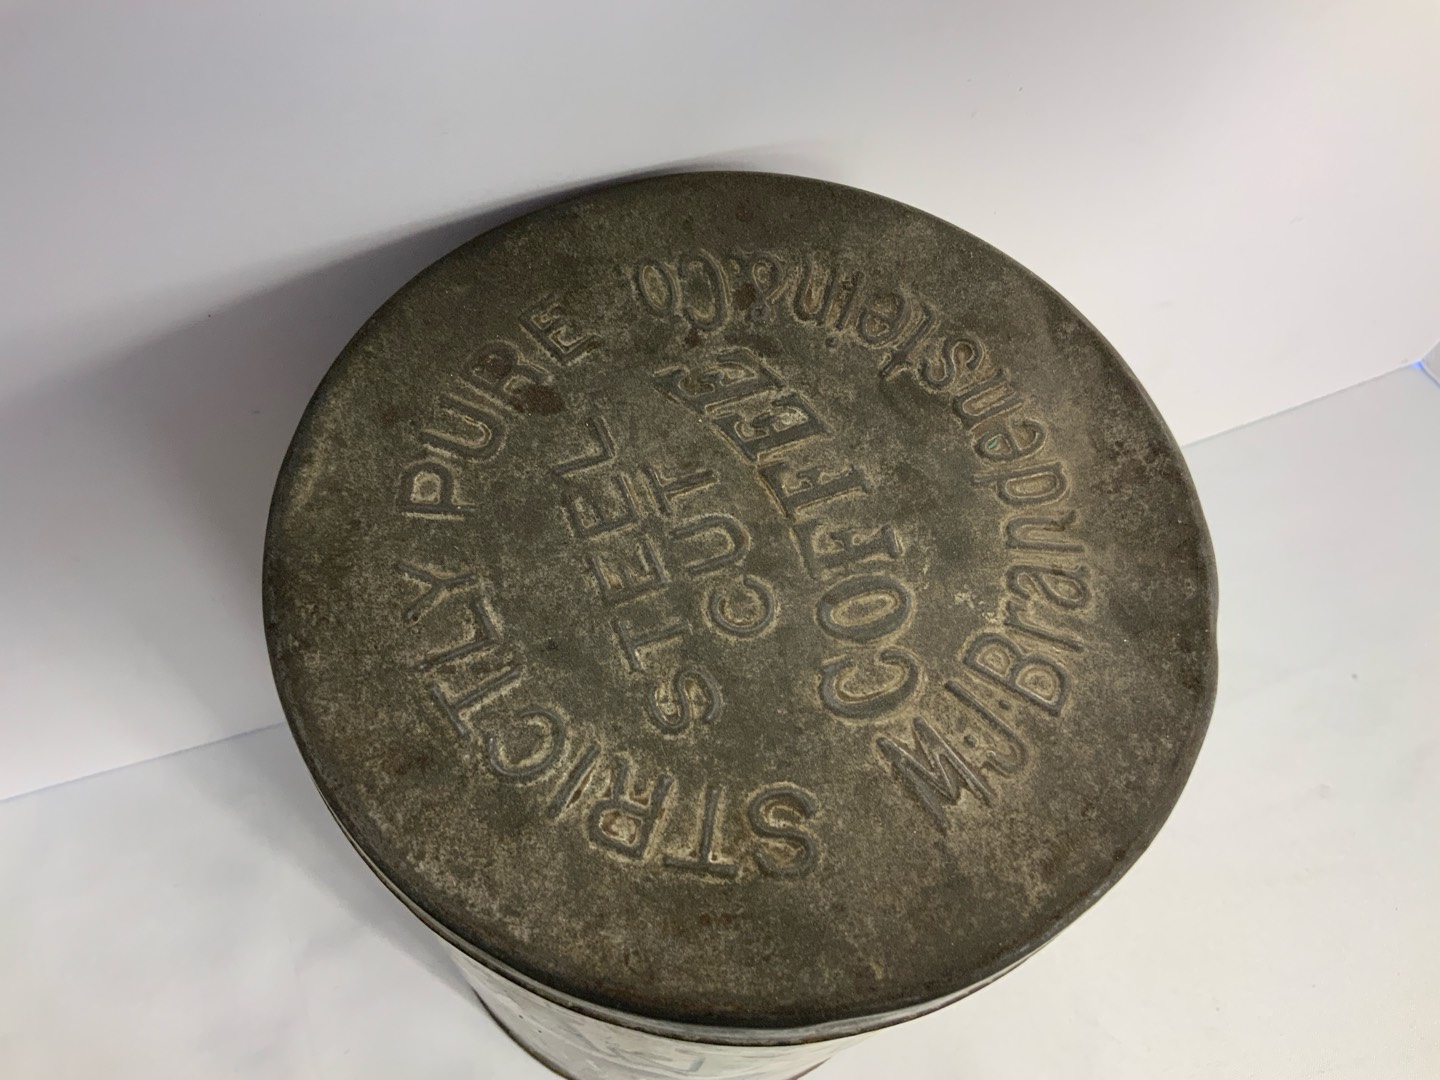 STRICTLY PURE
STEEL
CUT
COFFEE
M.J.Brandenstein & Co